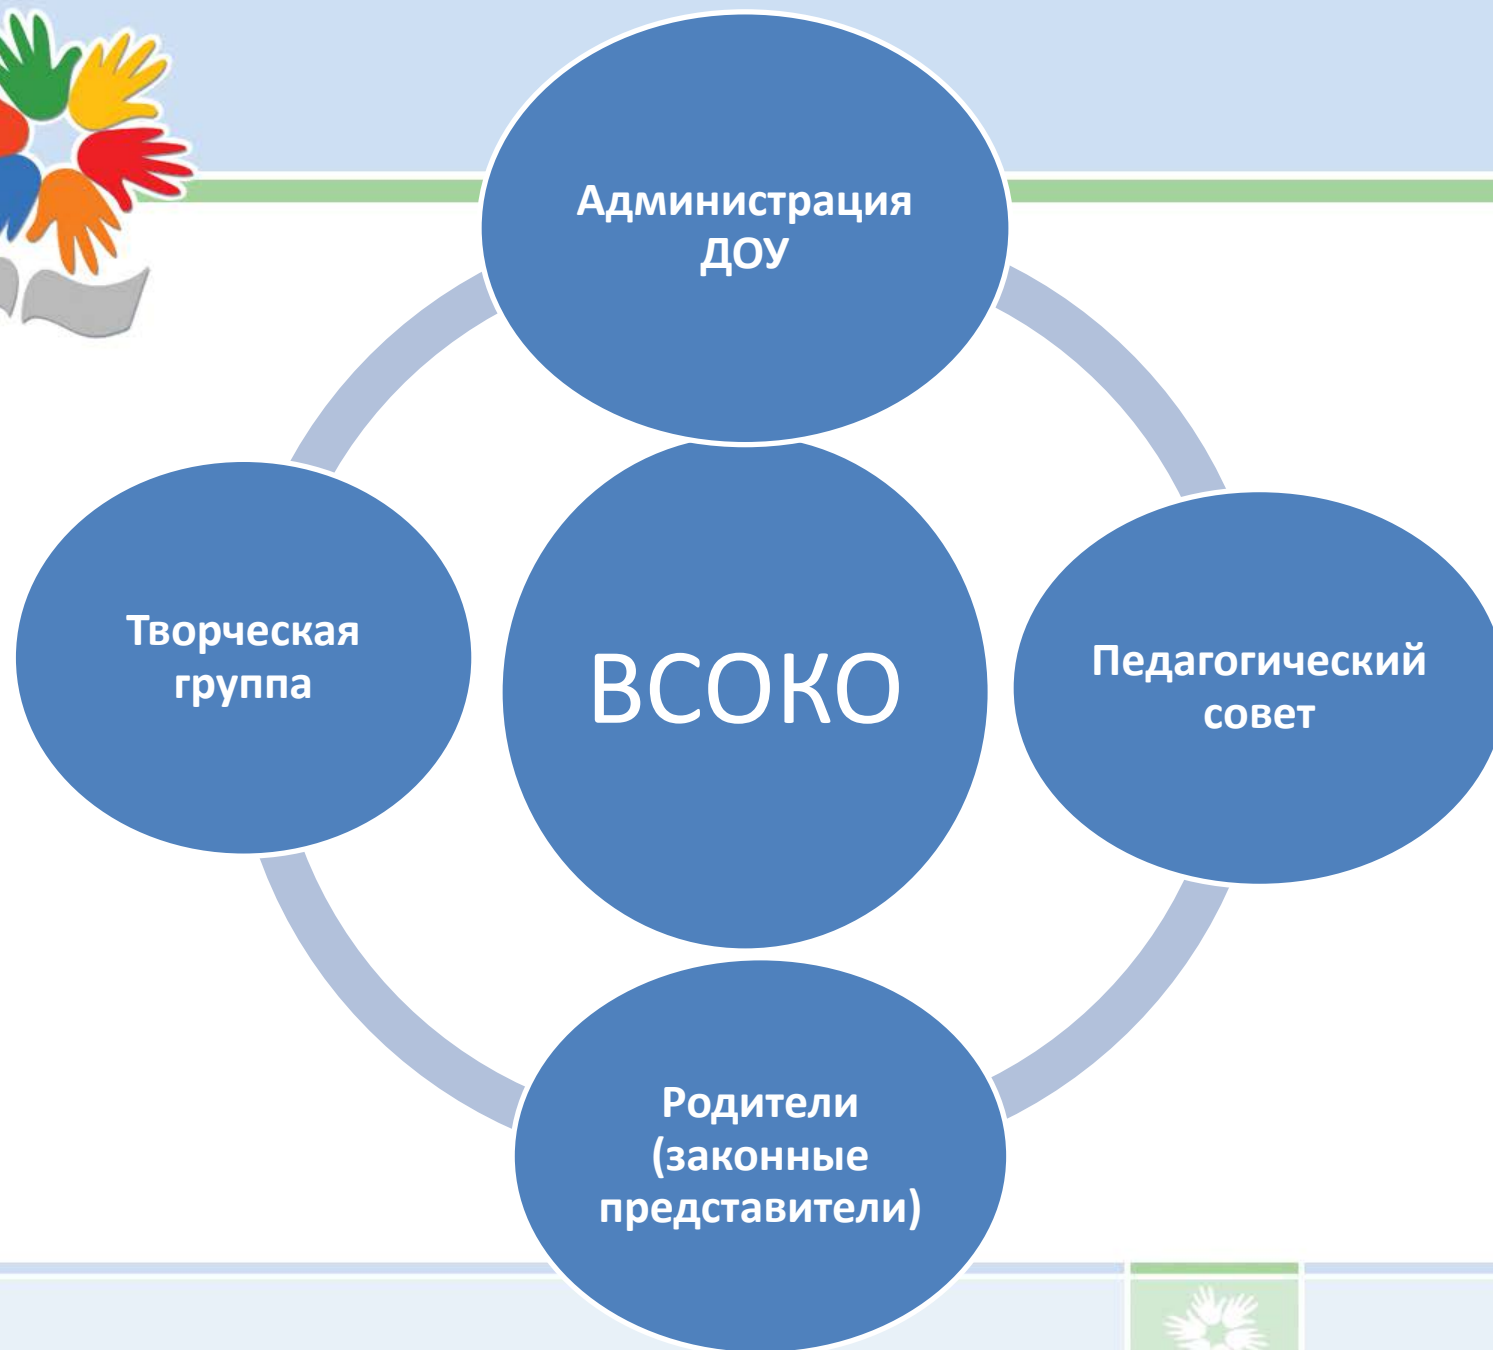 Администрация
ДОУ
Творческая
группа
ВСОКО
Педагогический
совет
Родители
(законные
представители)